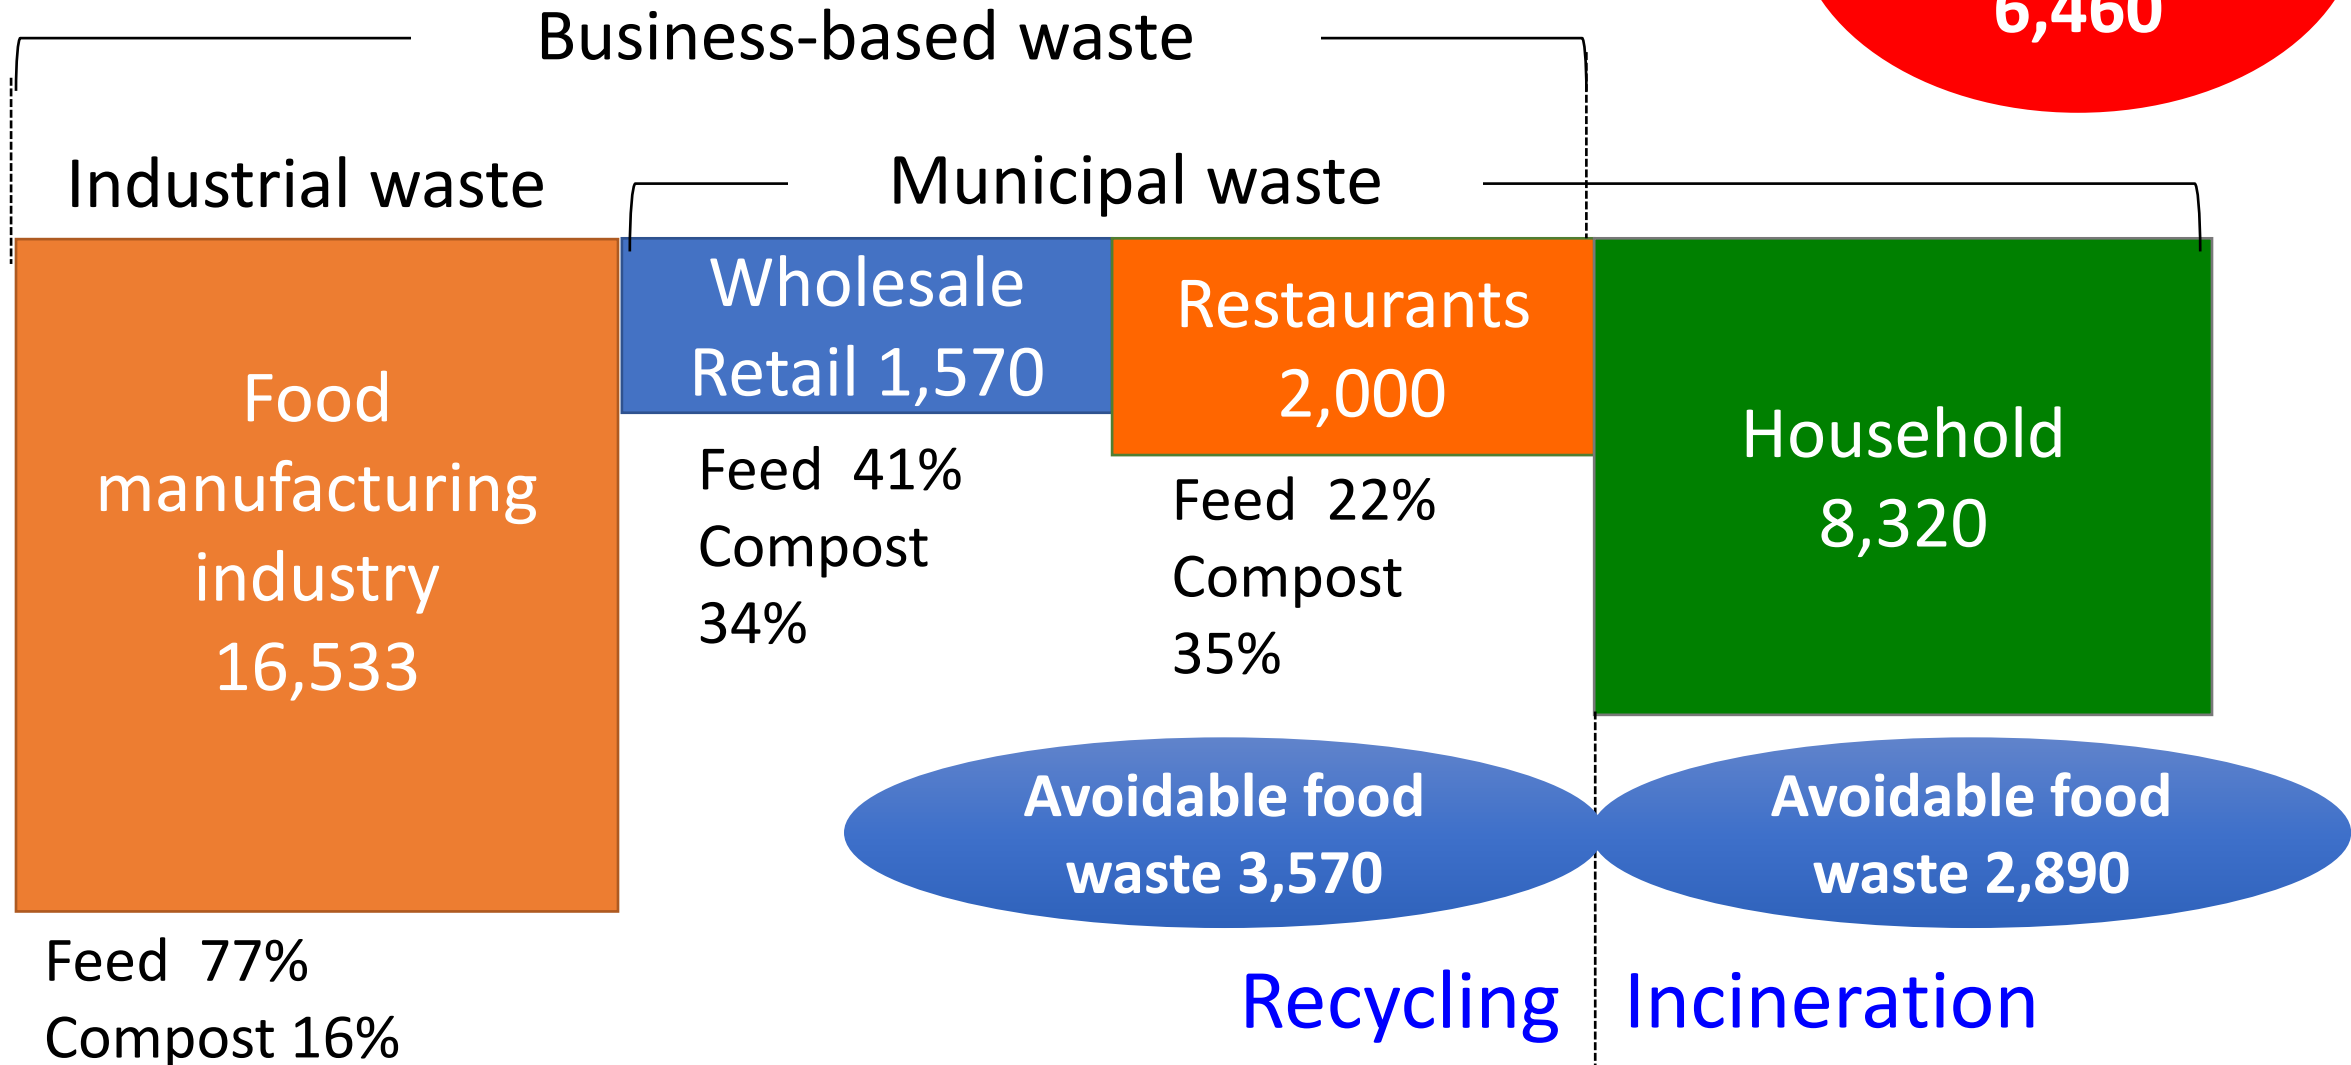 6,460
Business-based waste
Industrial waste
Municipal waste
Food
manufacturing
industry
16,533
Feed 77%
Compost 16%
Wholesale
Retail 1,570
Feed 41%
Compost
34%
Restaurants
2,000
Feed 22%
Compost
35%
Household
8,320
Avoidable food
waste 3,570
Avoidable food
waste 2,890
Recycling
Incineration